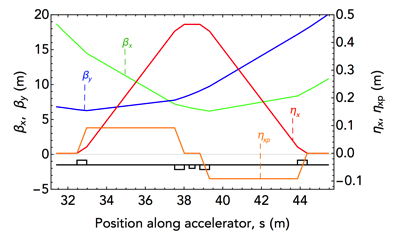 20
15
10
5
0
−5
βx, βy (m)
βx
βy
ηx
ηxp
0.5
0.4
0.3
0.2
0.1
0.0
−0.1
ηx, ηxp (m)
32 34 36 38 40 42 44
Position along accelerator, s (m)